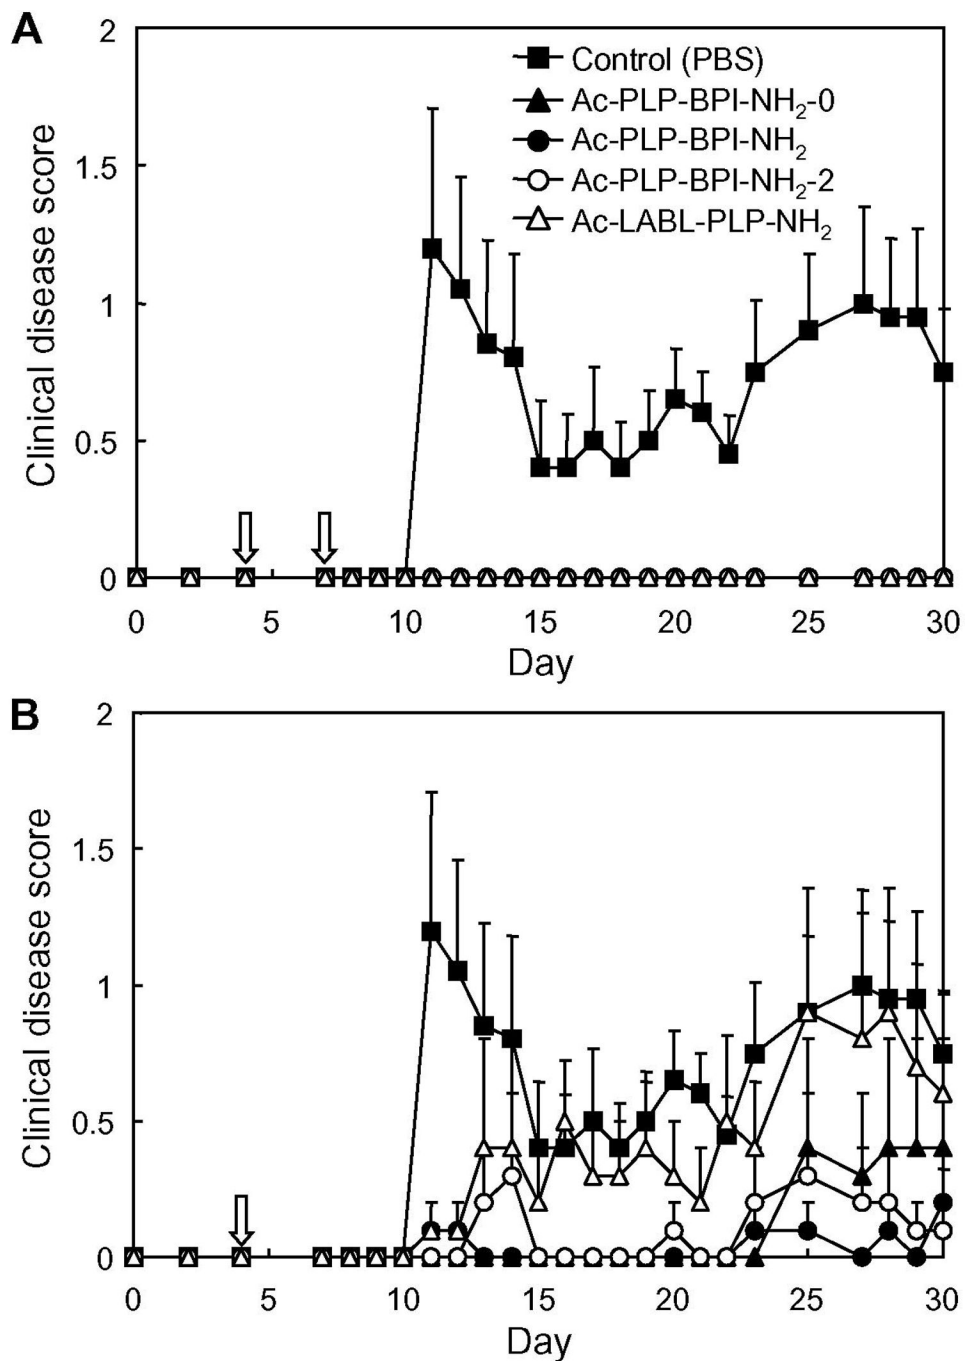 A
Clinical disease score
2
1.5
1
0.5
0
Control (PBS)
Ac-PLP-BPI-NH₂-0
Ac-PLP-BPI-NH₂
Ac-PLP-BPI-NH₂-2
Ac-LABL-PLP-NH₂
0 5 10 15 20 25 30
Day
B
Clinical disease score
2
1.5
1
0.5
0
0 5 10 15 20 25 30
Day